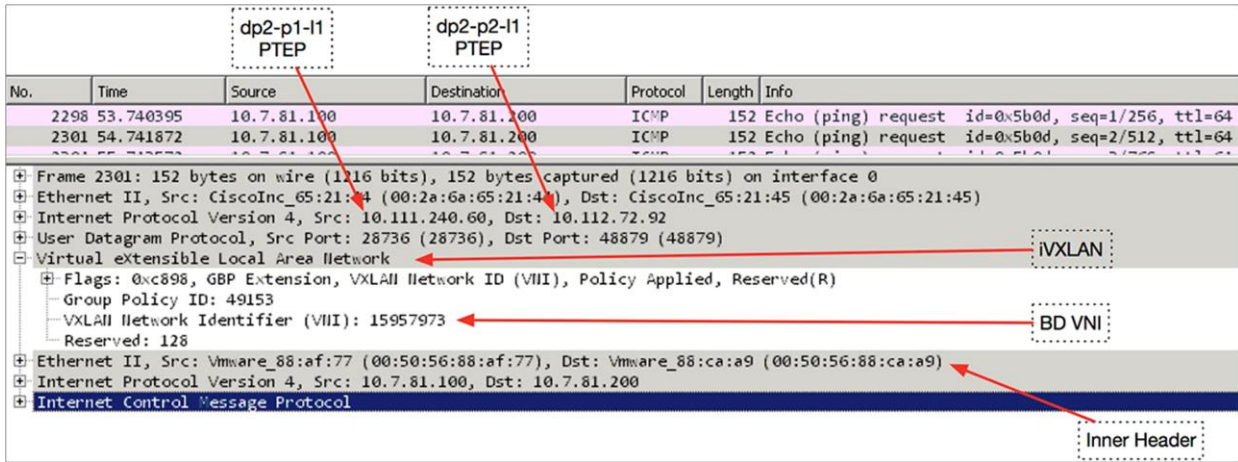 dp2-p1-l1
PTEP
dp2-p2-l1
PTEP
No. Time Source Destination Protocol Length Info
2298 53.740395 10.7.81.100 10.7.81.200 ICMP 152 Echo (ping) request id=0x5b0d, seq=1/256, ttl=64
2301 54.741872 10.7.81.100 10.7.81.200 ICMP 152 Echo (ping) request id=0x5b0d, seq=2/512, ttl=64
Frame 2301: 152 bytes on wire (1216 bits), 152 bytes captured (1216 bits) on interface 0
Ethernet II, Src: CiscoInc_65:21:44 (00:2a:6a:65:21:44), Dst: CiscoInc_65:21:45 (00:2a:6a:65:21:45)
Internet Protocol Version 4, Src: 10.111.240.60, Dst: 10.112.72.92
User Datagram Protocol, Src Port: 28736 (28736), Dst Port: 48879 (48879)
Virtual eXtensible Local Area Network
iVXLAN
Flags: 0xc898, GBP Extension, VXLAN Network ID (VNI), Policy Applied, Reserved(R)
Group Policy ID: 49153
VXLAN Network Identifier (VNI): 15957973
BD VNI
Reserved: 128
Ethernet II, Src: Vmware_88:af:77 (00:50:56:88:af:77), Dst: Vmware_88:ca:a9 (00:50:56:88:ca:a9)
Internet Protocol Version 4, Src: 10.7.81.100, Dst: 10.7.81.200
Internet Control Message Protocol
Inner Header